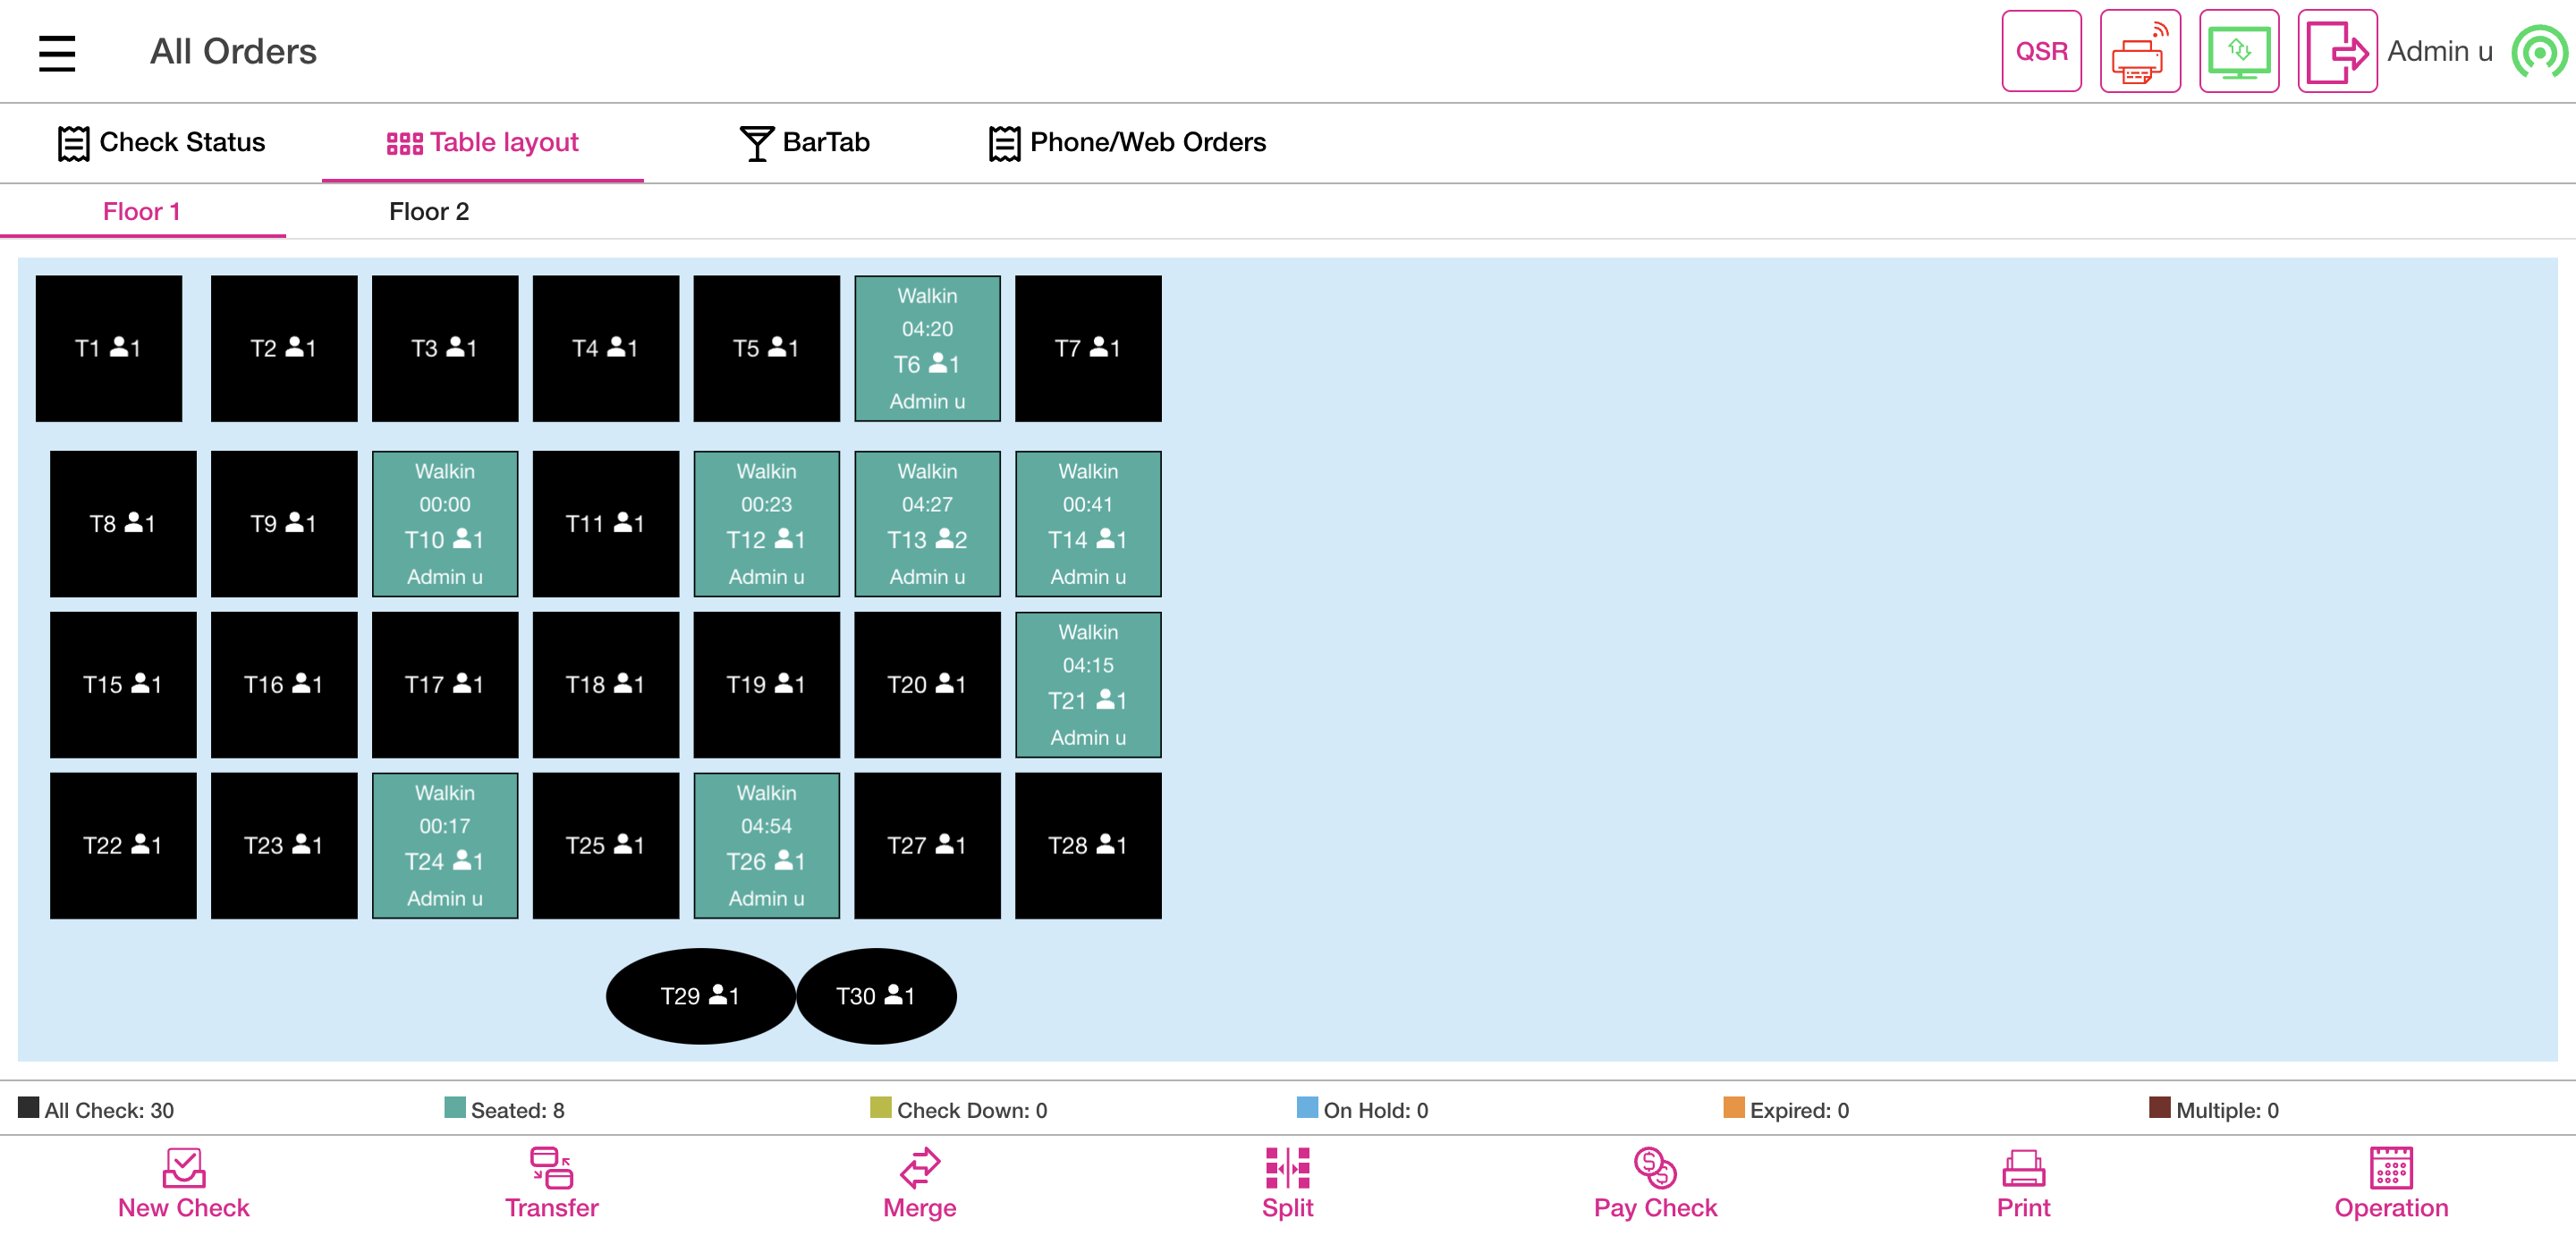 All Orders
QSR
Admin u
Check Status
Table layout
BarTab
Phone/Web Orders
Floor 1
Floor 2
T1 1
T2 1
T3 1
T4 1
T5 1
Walkin
04:20
T6 1
Admin u
T7 1
T8 1
T9 1
Walkin
00:00
T10 1
Admin u
T11 1
Walkin
00:23
T12 1
Admin u
Walkin
04:27
T13 2
Admin u
Walkin
00:41
T14 1
Admin u
T15 1
T16 1
T17 1
T18 1
T19 1
T20 1
Walkin
04:15
T21 1
Admin u
T22 1
T23 1
Walkin
00:17
T24 1
Admin u
T25 1
Walkin
04:54
T26 1
Admin u
T27 1
T28 1
T29 1
T30 1
All Check: 30
Seated: 8
Check Down: 0
On Hold: 0
Expired: 0
Multiple: 0
New Check
Transfer
Merge
Split
Pay Check
Print
Operation